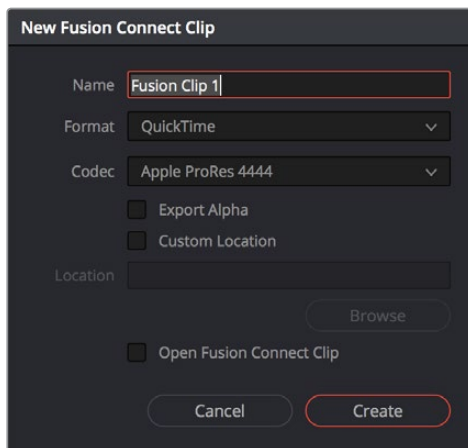 New Fusion Connect Clip
Name Fusion Clip 1
Format QuickTime
Codec Apple ProRes 4444
Export Alpha
Custom Location
Location
Browse
Open Fusion Connect Clip
Cancel Create